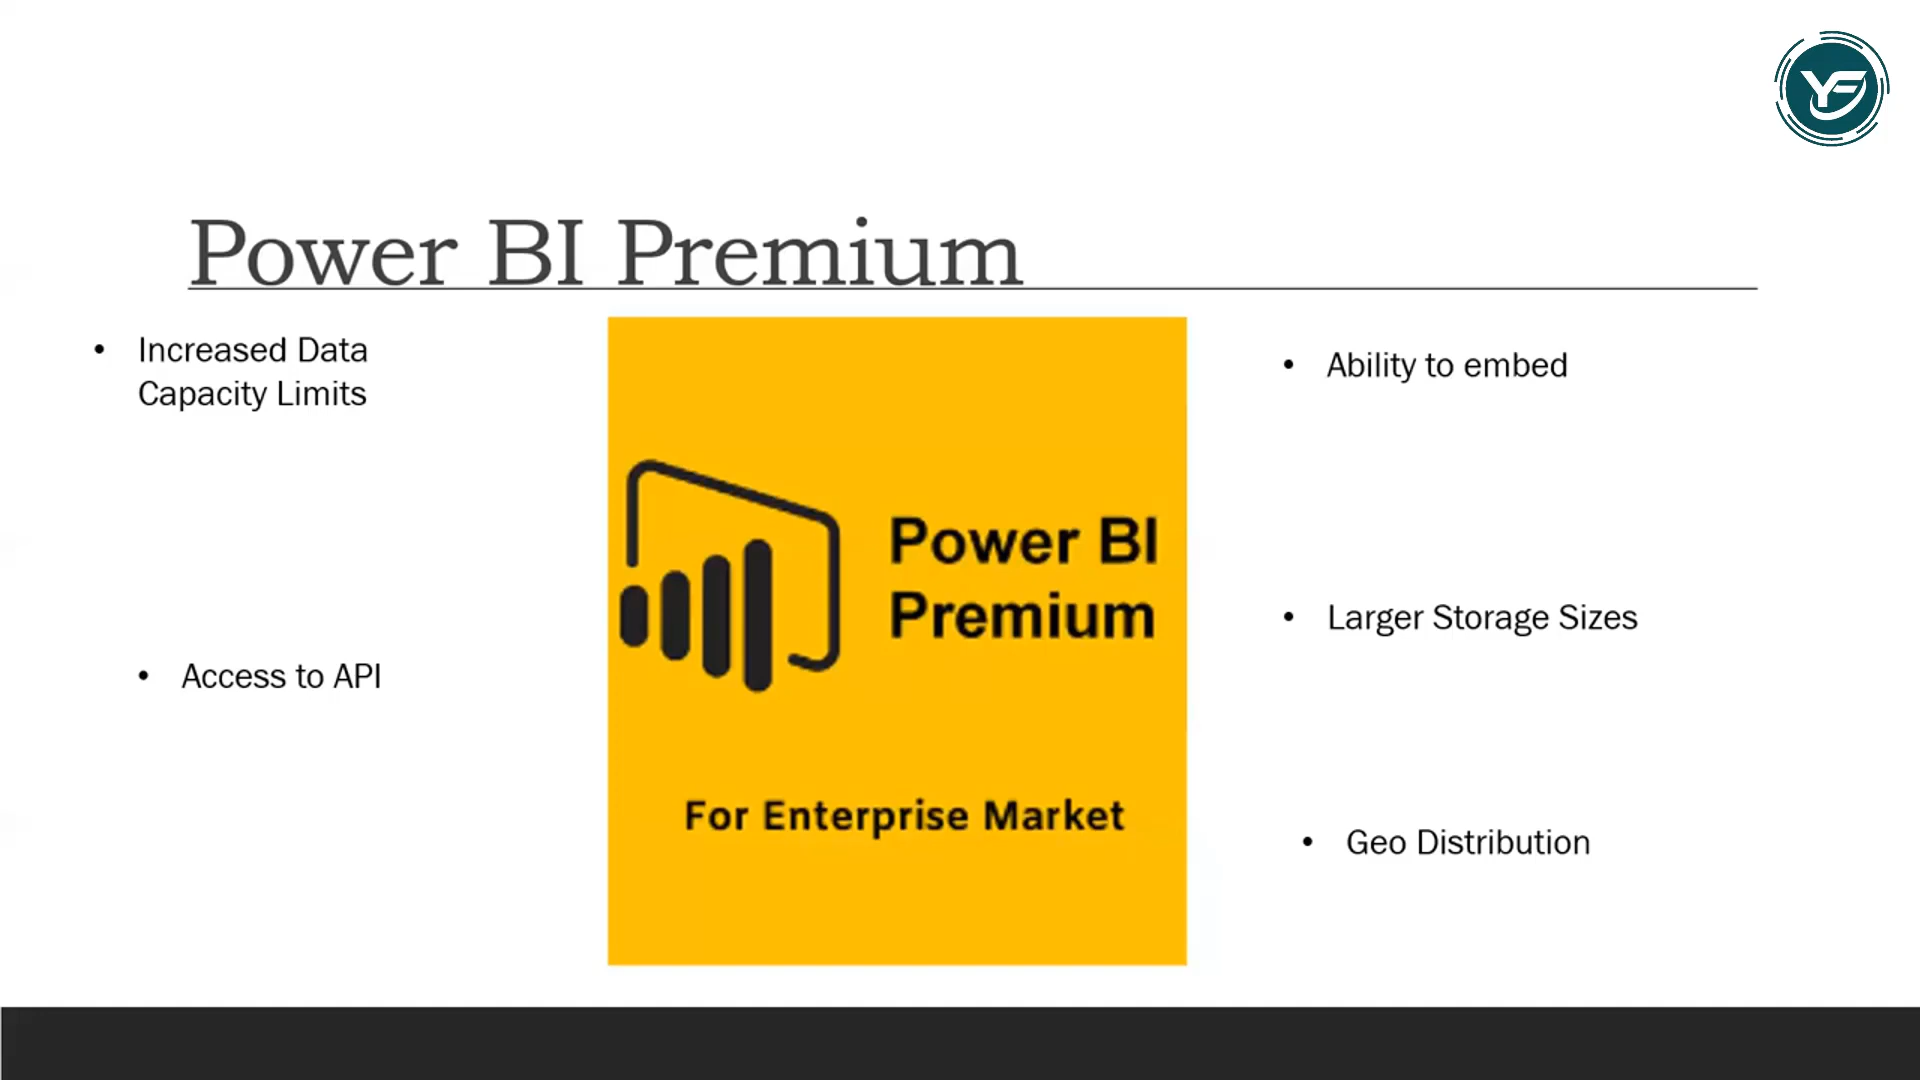 YF
Power BI Premium
• Increased Data
Capacity Limits
• Access to API
Power BI
Premium
For Enterprise Market
• Ability to embed
• Larger Storage Sizes
• Geo Distribution